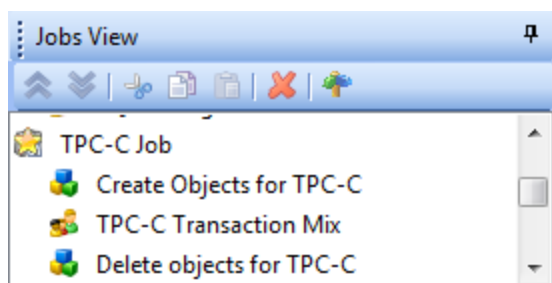 Jobs View
TPC-C Job
Create Objects for TPC-C
TPC-C Transaction Mix
Delete objects for TPC-C